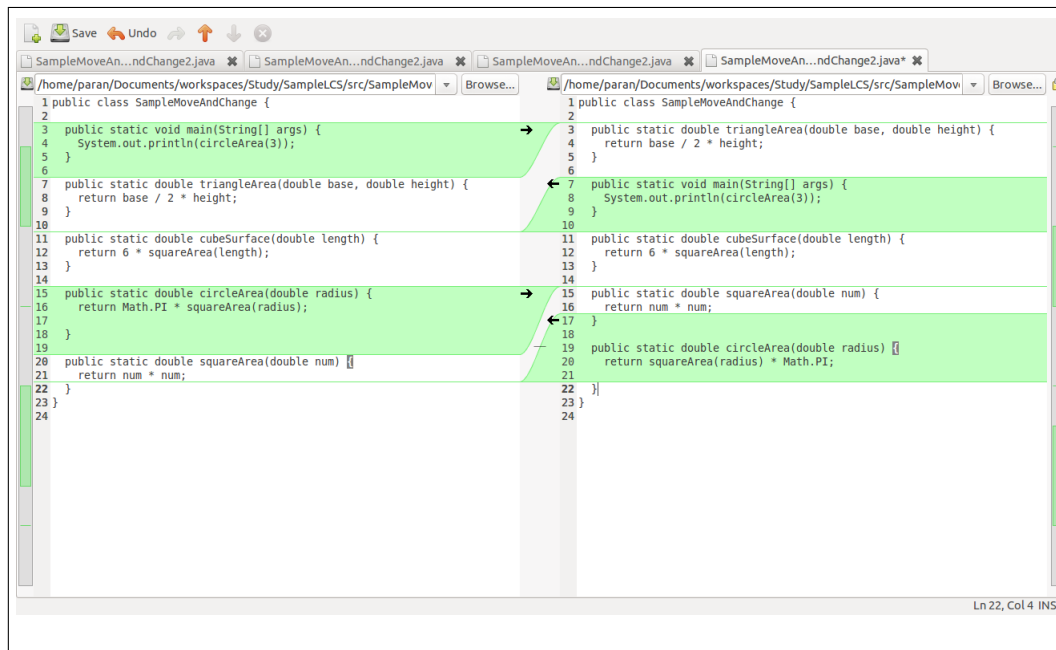 Save Undo
SampleMoveAn...ndChange2.java SampleMoveAn...ndChange2.java SampleMoveAn...ndChange2.java SampleMoveAn...ndChange2.java*
/home/paran/Documents/workspaces/Study/SampleLCS/src/SampleMov Browse...
1 public class SampleMoveAndChange {
2
3 public static void main(String[] args) {
4 System.out.println(circleArea(3));
5 }
6
7 public static double triangleArea(double base, double height) {
8 return base / 2 * height;
9 }
10
11 public static double cubeSurface(double length) {
12 return 6 * squareArea(length);
13 }
14
15 public static double circleArea(double radius) {
16 return Math.PI * squareArea(radius);
17
18 }
19
20 public static double squareArea(double num) {
21 return num * num;
22 }
23 }
24
/home/paran/Documents/workspaces/Study/SampleLCS/src/SampleMov Browse...
1 public class SampleMoveAndChange {
2
3 public static double triangleArea(double base, double height) {
4 return base / 2 * height;
5 }
6
7 public static void main(String[] args) {
8 System.out.println(circleArea(3));
9 }
10
11 public static double cubeSurface(double length) {
12 return 6 * squareArea(length);
13 }
14
15 public static double squareArea(double num) {
16 return num * num;
17 }
18
19 public static double circleArea(double radius) {
20 return squareArea(radius) * Math.PI;
21
22 }
23 }
24
Ln 22, Col 4 INS